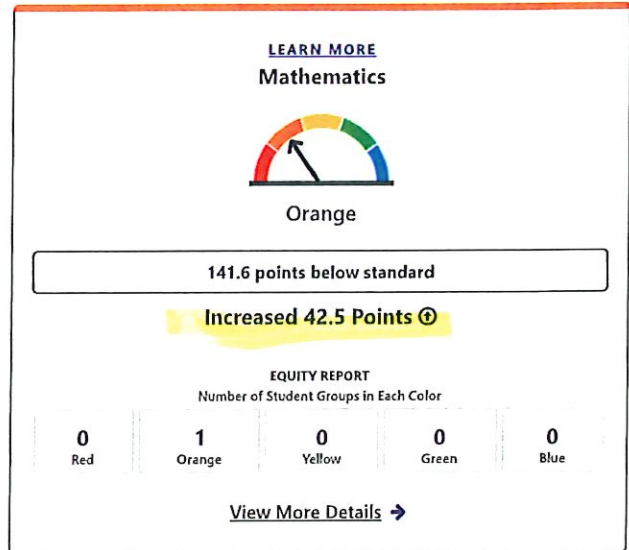 LEARN MORE
Mathematics
Orange
141.6 points below standard
Increased 42.5 Points
EQUITY REPORT
Number of Student Groups in Each Color
0 1 0 0 0
Red Orange Yellow Green Blue
View More Details →